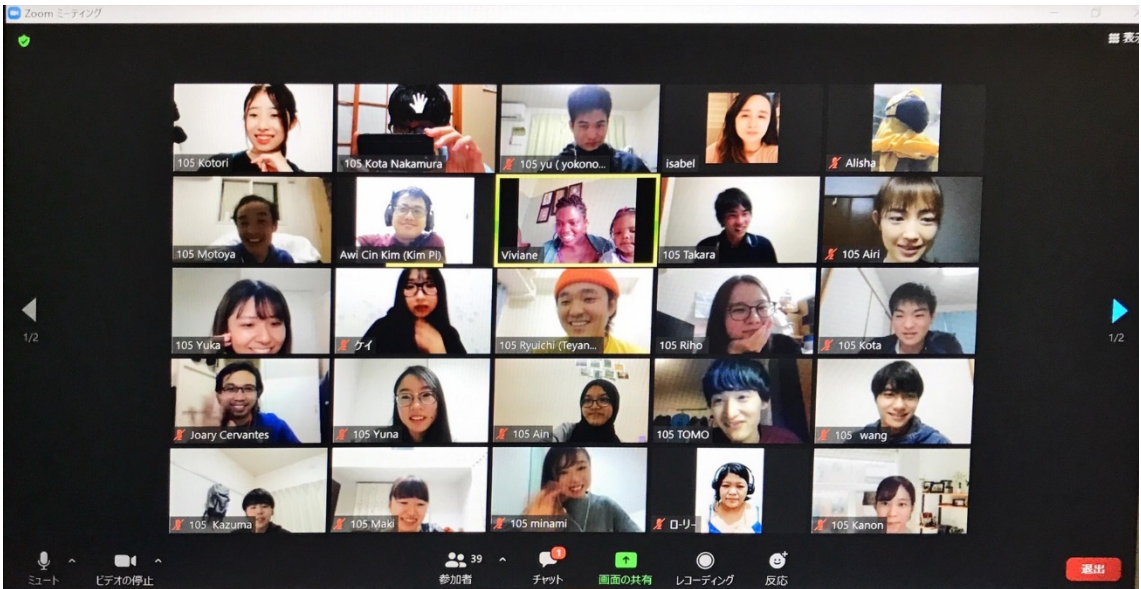 Zoom ミーティング
表示
105 Kotori
105 Kota Nakamura
105 yu ( yokono...
isabel
Alisha
105 Motoya
Awi Cin Kim (Kim Pi)
Viviane
105 Takara
105 Airi
105 Yuka
ケイ
105 Ryuichi (Teyan...
105 Riho
105 Kota
1/2
1/2
Joary Cervantes
105 Yuna
105 Ain
105 TOMO
105 wang
105 Kazuma
105 Maki
105 minami
ローリー
105 Kanon
ミュート
ビデオの停止
39
参加者
1
チャット
画面の共有
レコーディング
反応
退出